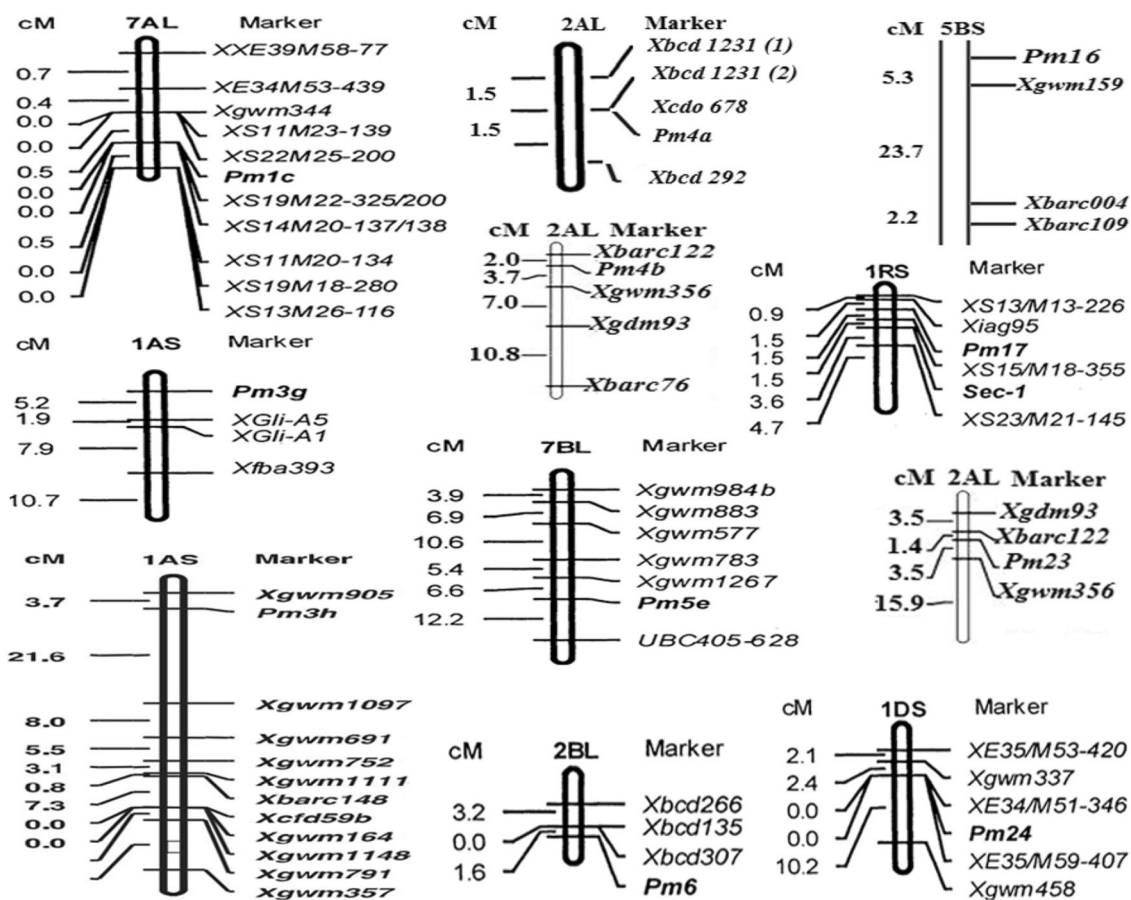 cM 7AL Marker
XXE39M58-77
0.7
XE34M53-439
0.4
Xgwm344
0.0
XS11M23-139
0.0
XS22M25-200
0.5
Pm1c
0.0
XS19M22-325/200
0.0
XS14M20-137/138
0.5
XS11M20-134
0.0
XS19M18-280
0.0
XS13M26-116
cM 2AL Marker
Xbcd 1231 (1)
Xbcd 1231 (2)
1.5
Xcdo 678
1.5
Pm4a
Xbcd 292
cM 5BS Marker
Pm16
5.3
Xgwm159
23.7
Xbarc004
2.2
Xbarc109
cM 2AL Marker
Xbarc122
2.0
Pm4b
3.7
Xgwm356
7.0
Xgdm93
10.8
Xbarc76
cM 1RS Marker
XS13/M13-226
0.9
Xiag95
1.5
Pm17
1.5
XS15/M18-355
1.5
Sec-1
3.6
XS23/M21-145
4.7
cM 1AS Marker
Pm3g
5.2
XGli-A5
1.9
XGli-A1
7.9
Xfba393
10.7
cM 7BL Marker
Xgwm984b
3.9
Xgwm883
6.9
Xgwm577
10.6
Xgwm783
5.4
Xgwm1267
6.6
Pm5e
12.2
UBC405-628
cM 2AL Marker
Xgdm93
3.5
Xbarc122
1.4
Pm23
3.5
Xgwm356
15.9
cM 1AS Marker
Xgwm905
3.7
Pm3h
21.6
Xgwm1097
8.0
Xgwm691
5.5
Xgwm752
3.1
Xgwm1111
0.8
Xbarc148
7.3
Xcfd59b
0.0
Xgwm164
0.0
Xgwm1148
Xgwm791
Xgwm357
cM 2BL Marker
Xbcd266
3.2
Xbcd135
0.0
Xbcd307
1.6
Pm6
cM 1DS Marker
XE35/M53-420
2.1
Xgwm337
2.4
XE34/M51-346
0.0
Pm24
0.0
XE35/M59-407
10.2
Xgwm458